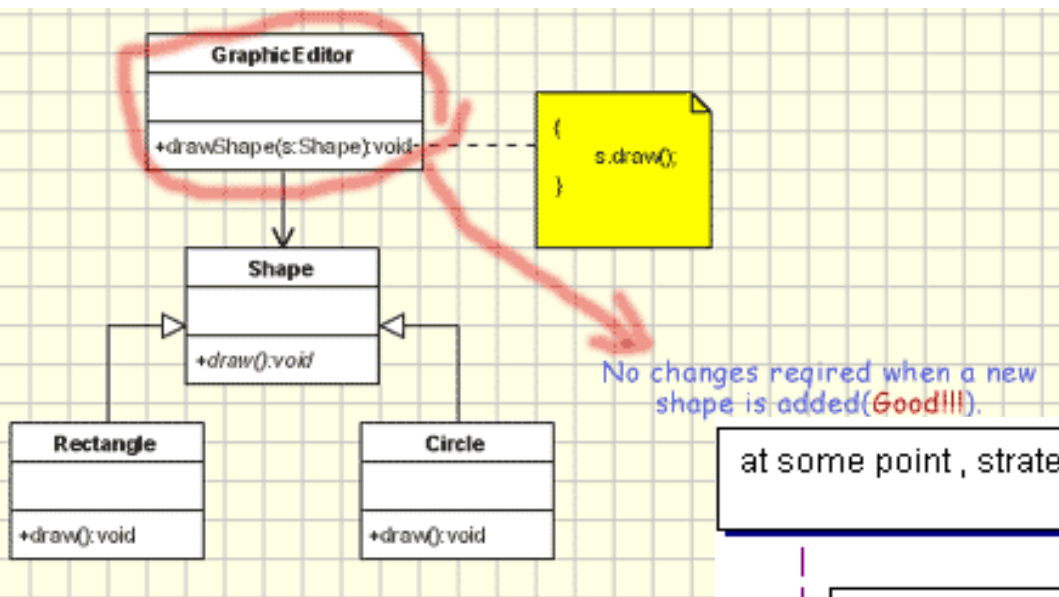 GraphicEditor
+drawShape(s:Shape):void
{
s.draw();
}
Shape
+draw():void
No changes reqired when a new
shape is added(Good!!!).
Rectangle
+draw():void
Circle
+draw():void
at some point , strate